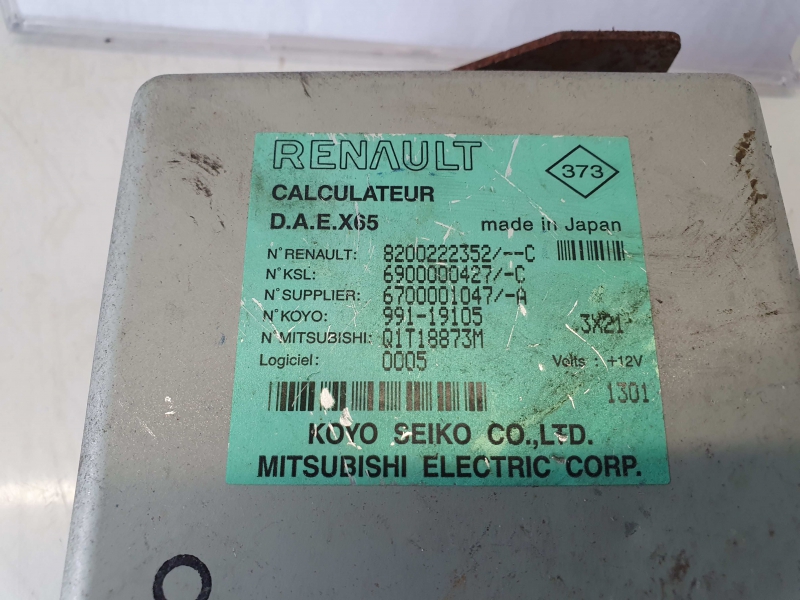 RENAULT
373
CALCULATEUR
D.A.E.X65 made in Japan
N° RENAULT: 8200222352/--C
N° KSL: 6900000427/-C
N° SUPPLIER: 6700001047/-A
N° KOYO: 991-19105 3X21
N° MITSUBISHI: Q1T18873M
Logiciel: 0005 Volts : +12V
1301
KOYO SEIKO CO.,LTD.
MITSUBISHI ELECTRIC CORP.